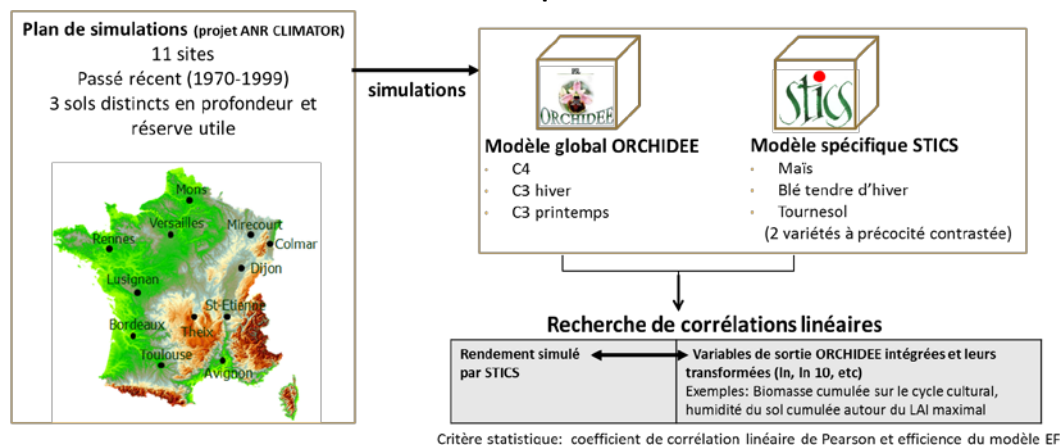 Plan de simulations (projet ANR CLIMATOR)
11 sites
Passé récent (1970-1999)
3 sols distincts en profondeur et
réserve utile
Mons
Versailles
Mirecourt
Rennes
Colmar
Dijon
Lusignan
St-Etienne
Bordeaux
Theix
Toulouse
Avignon
simulations
ORCHIDEE
Modèle global ORCHIDEE
· C4
· C3 hiver
· C3 printemps
stics
Modèle spécifique STICS
· Maïs
· Blé tendre d'hiver
· Tournesol
(2 variétés à précocité contrastée)
Recherche de corrélations linéaires
Rendement simulé
par STICS
Variables de sortie ORCHIDEE intégrées et leurs
transformées (ln, ln 10, etc)
Exemples: Biomasse cumulée sur le cycle cultural,
humidité du sol cumulée autour du LAI maximal
Critère statistique: coefficient de corrélation linéaire de Pearson et efficience du modèle EF